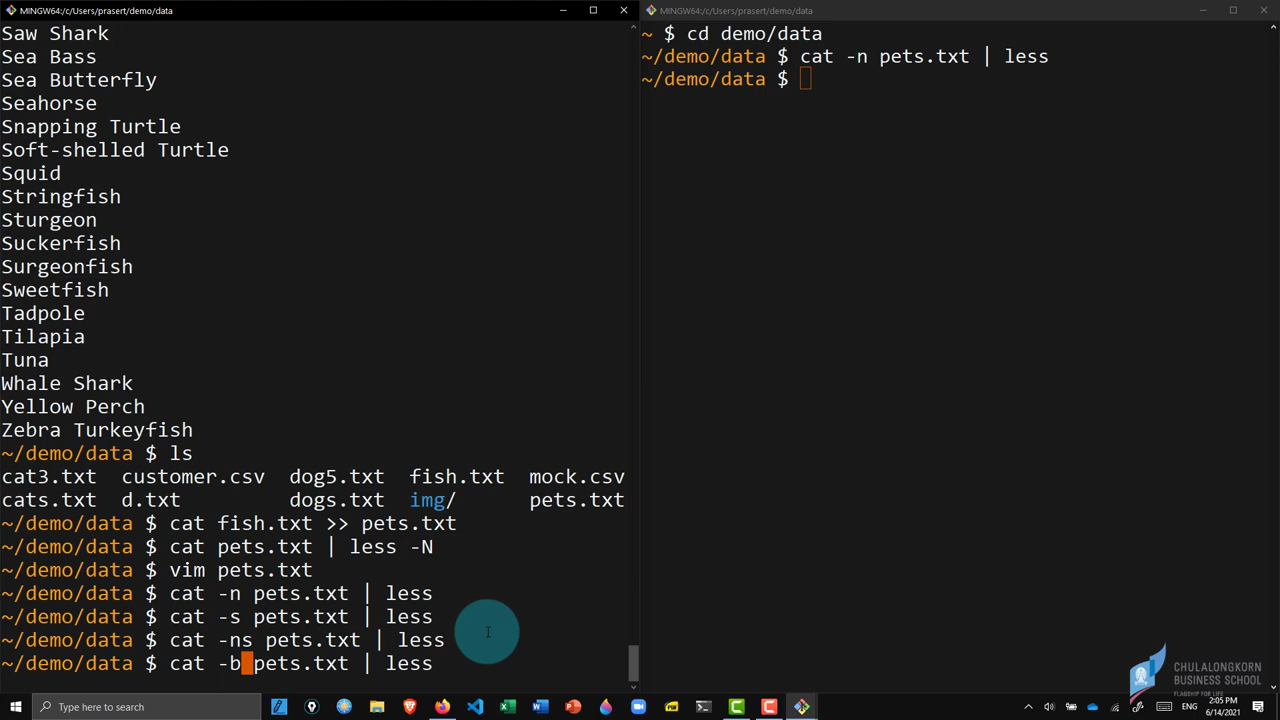 MINGW64:/c/Users/prasert/demo/data
Saw Shark
Sea Bass
Sea Butterfly
Seahorse
Snapping Turtle
Soft-shelled Turtle
Squid
Stringfish
Sturgeon
Suckerfish
Surgeonfish
Sweetfish
Tadpole
Tilapia
Tuna
Whale Shark
Yellow Perch
Zebra Turkeyfish
~/demo/data $ ls
cat3.txt customer.csv dog5.txt fish.txt mock.csv
cats.txt d.txt dogs.txt img/ pets.txt
~/demo/data $ cat fish.txt >> pets.txt
~/demo/data $ cat pets.txt | less -N
~/demo/data $ vim pets.txt
~/demo/data $ cat -n pets.txt | less
~/demo/data $ cat -s pets.txt | less
~/demo/data $ cat -ns pets.txt | less
~/demo/data $ cat -b pets.txt | less
MINGW64:/c/Users/prasert/demo/data
~ $ cd demo/data
~/demo/data $ cat -n pets.txt | less
~/demo/data $
CHULALONGKORN
BUSINESS SCHOOL
FLAGSHIP FOR LIFE
Type here to search
ENG
2:05 PM
6/14/2021